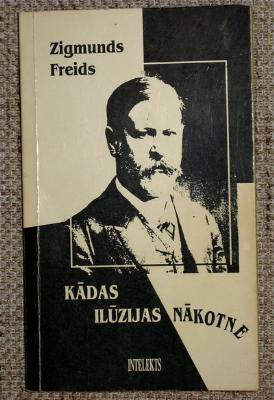 Zigmunds
Freids
KĀDAS
ILŪZIJAS NĀKOTNE
INTELEKTS